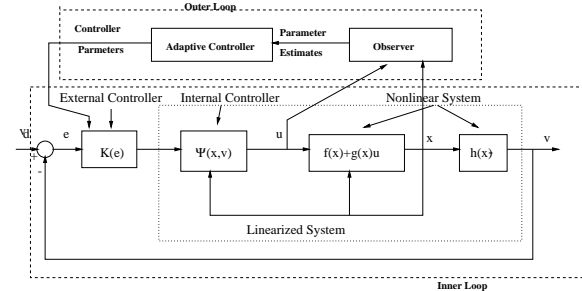 Outer Loop
Controller
Parmeters
Adaptive Controller
Parameter
Estimates
Observer
External Controller
Internal Controller
Nonlinear System
e
u
x
v
+
-
K(e)
Ψ(x,v)
f(x)+g(x)u
h(x)
Linearized System
Inner Loop